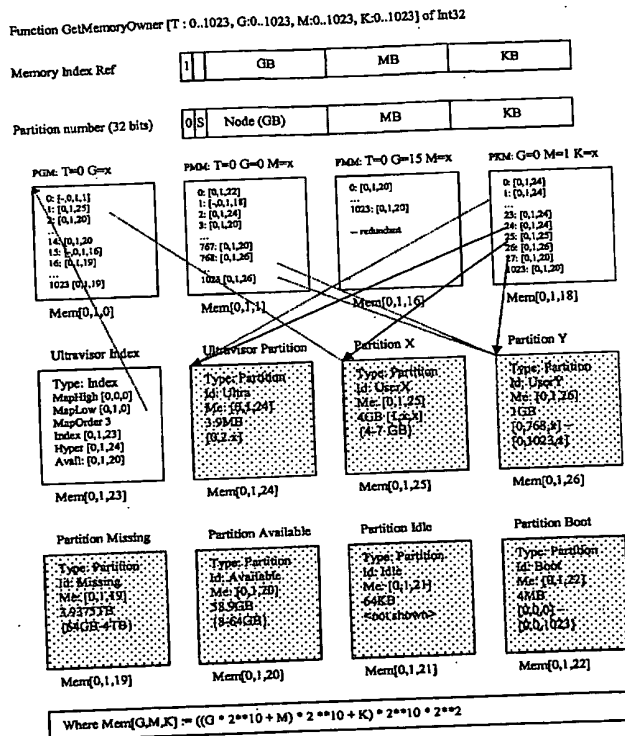 Function GetMemoryOwner [T : 0..1023, G:0..1023, M:0..1023, K:0..1023] of Int32
Memory Index Ref
1 GB MB KB
Partition number (32 bits)
0 S Node (GB) MB KB
PGM: T=0 G=x
0: [-,0,1,1]
1: [0,1,25]
2: [0,1,20]
...
14: [0,1,20
15: [-,0,1,16]
16: [0,1,19]
...
1023 [0,1,19]
Mem[0,1,0]
PMM: T=0 G=0 M=x
0: [0,1,22]
1: [-,0,1,18]
2: [0,1,24]
3: [0,1,20]
...
767: [0,1,20]
768: [0,1,26]
...
1023 [0,1,26]
Mem[0,1,1]
PMM: T=0 G=15 M=x
0: [0,1,20]
...
1023: [0,1,20]
-- redundant
Mem[0,1,16]
PKM: G=0 M=1 K=x
0: [0,1,24]
1: [0,1,24]
...
23: [0,1,24]
24: [0,1,24]
25: [0,1,25]
26: [0,1,26]
27: [0,1,20]
1023: [0,1,20]
Mem[0,1,18]
Ultravisor Index
Type: Index
MapHigh [0,0,0]
MapLow [0,1,0]
MapOrder 3
Index [0,1,23]
Hyper [0,1,24]
Avail: [0,1,20]
Mem[0,1,23]
Ultravisor Partition
Type: Partition
Id: Ultra
Me: [0,1,24]
3.9MB
[0,2,x]
Mem[0,1,24]
Partition X
Type: Partition
Id: UserX
Me: [0,1,25]
4GB [1,x,x]
(4-7 GB)
Mem[0,1,25]
Partition Y
Type: Partition
Id: UserY
Me: [0,1,26]
1GB
[0,768,x] --
[0,1023,x]
Mem[0,1,26]
Partition Missing
Type: Partition
Id: Missing
Me: [0,1,19]
3.9375TB
(64GB-4TB)
Mem[0,1,19]
Partition Available
Type: Partition
Id: Available
Me: [0,1,20]
58.9GB
(8-64GB)
Mem[0,1,20]
Partition Idle
Type: Partition
Id: Idle
Me: [0,1,21]
64KB
<not shown>
Mem[0,1,21]
Partition Boot
Type: Partition
Id: Boot
Me: [0,1,22]
4MB
[0,0,0] --
[0,0,1023]
Mem[0,1,22]
Where Mem[G,M,K] := ((G * 2**10 + M) * 2 **10 + K) * 2**10 * 2**2